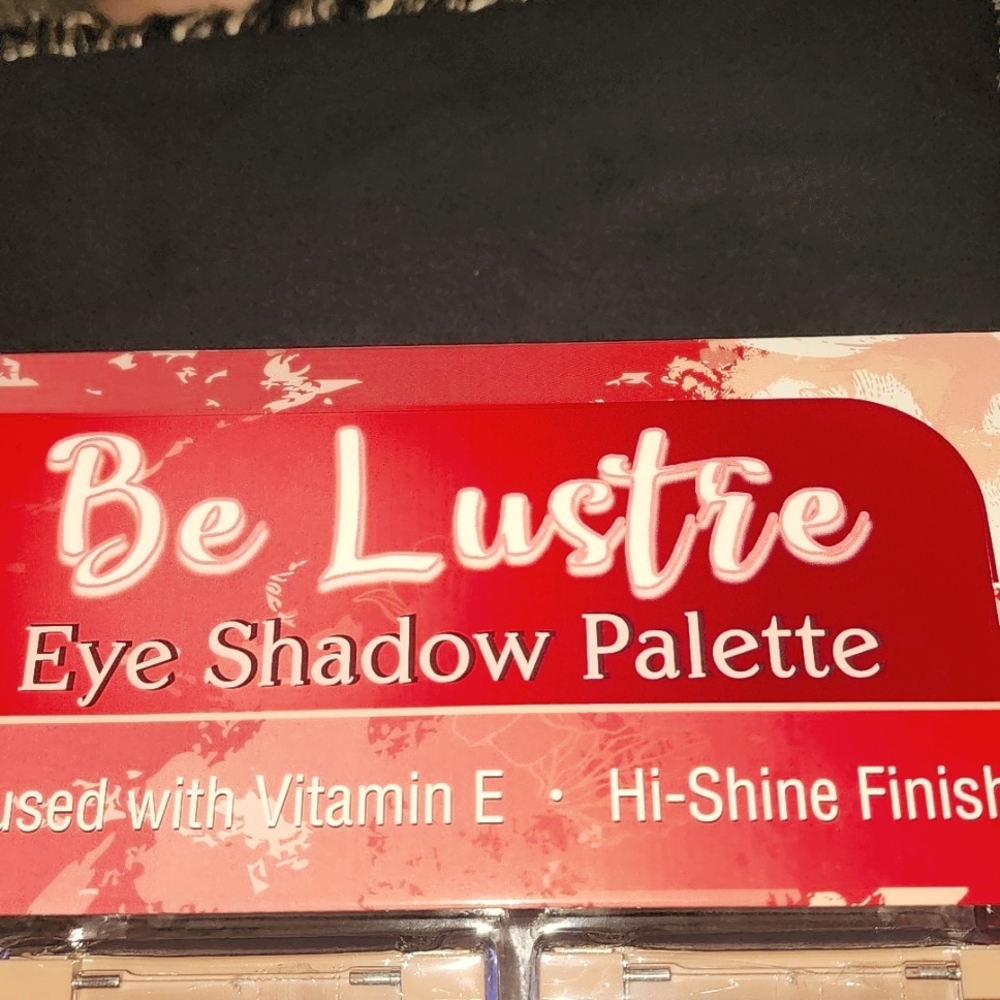 Be Lustre
Eye Shadow Palette
used with Vitamin E • Hi-Shine Finish